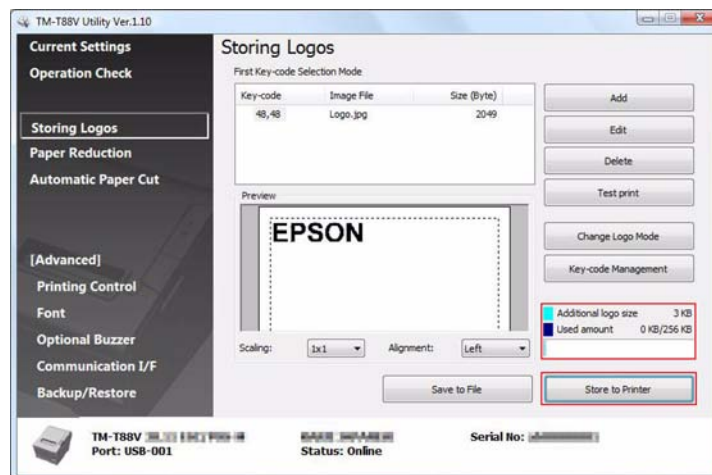 TM-T88V Utility Ver.1.10
Current Settings
Operation Check
Storing Logos
Paper Reduction
Automatic Paper Cut
[Advanced]
Printing Control
Font
Optional Buzzer
Communication I/F
Backup/Restore
Storing Logos
First Key-code Selection Mode
Key-code Image File Size (Byte)
48,48 Logo.jpg 2049
Preview
EPSON
Scaling: 1x1 Alignment: Left
Add
Edit
Delete
Test print
Change Logo Mode
Key-code Management
Additional logo size 3 KB
Used amount 0 KB/256 KB
Save to File
Store to Printer
TM-T88V
Port: USB-001
Status: Online
Serial No: